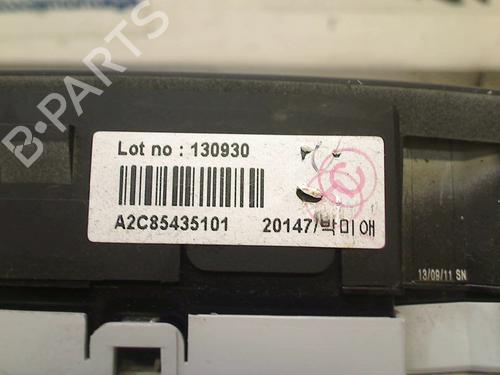 B-PARTS
Lot no : 130930
A2C85435101 20147/박미애
13/09/11 SN